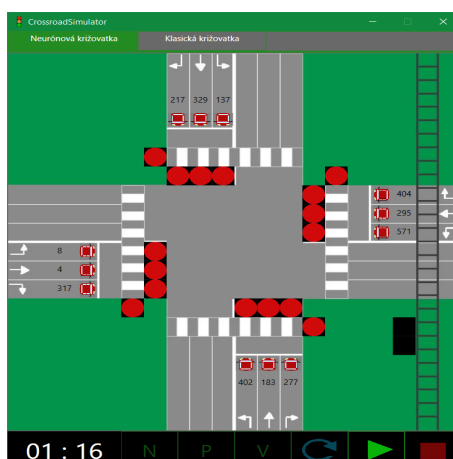 CrossroadSimulator
Neurónová križovatka Klasická križovatka
217 329 137
404
295
571
8
4
317
402 183 277
01 : 16 N P V